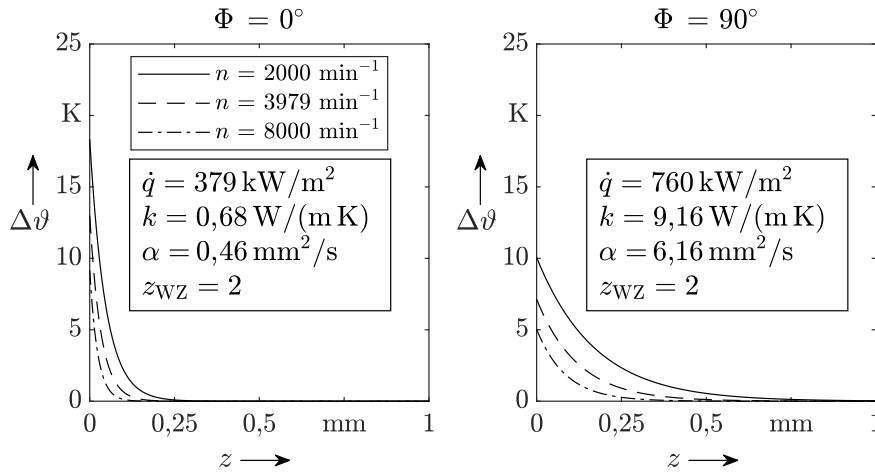 Φ = 0°
25
K
15
10
5
0
Δϑ
n = 2000 min⁻¹
n = 3979 min⁻¹
n = 8000 min⁻¹
q̇ = 379 kW/m²
k = 0,68 W/(m K)
α = 0,46 mm²/s
z_WZ = 2
0 0,25 0,5 mm 1
z
Φ = 90°
25
K
15
10
5
0
Δϑ
q̇ = 760 kW/m²
k = 9,16 W/(m K)
α = 6,16 mm²/s
z_WZ = 2
0 0,25 0,5 mm 1
z